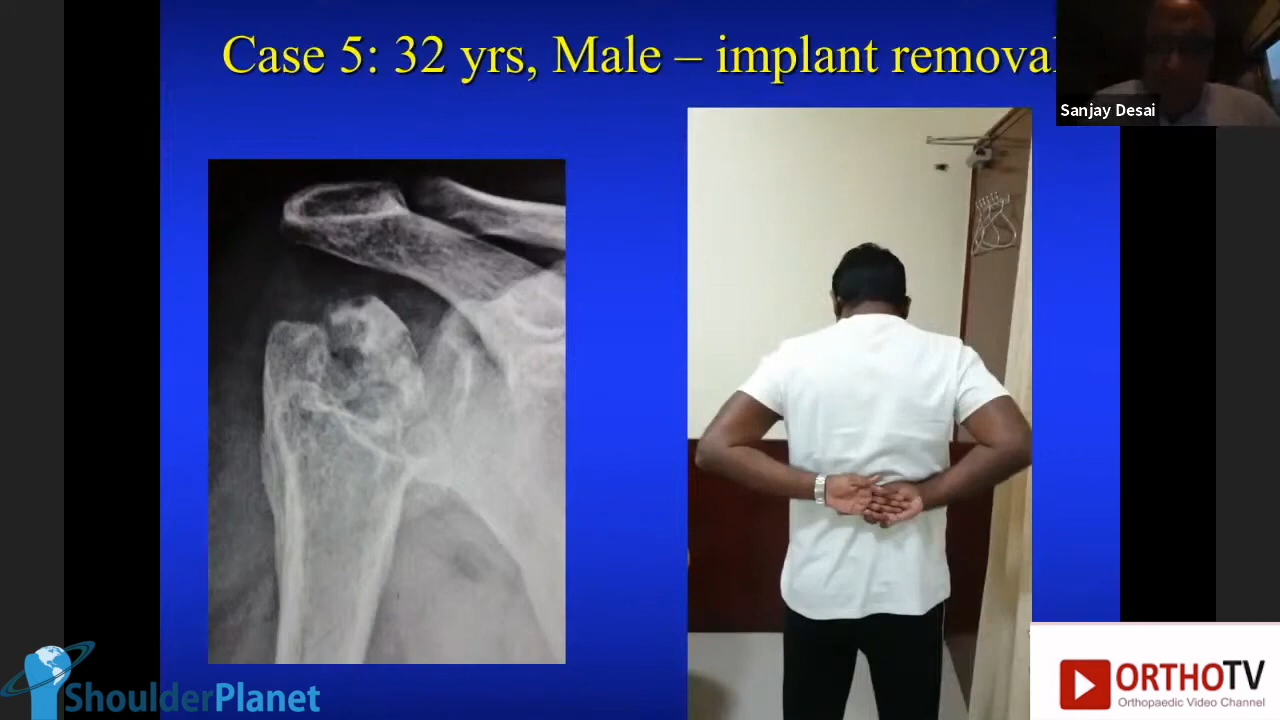 Case 5: 32 yrs, Male – implant removal
Sanjay Desai
ShoulderPlanet
ORTHOTV
Orthopaedic Video Channel